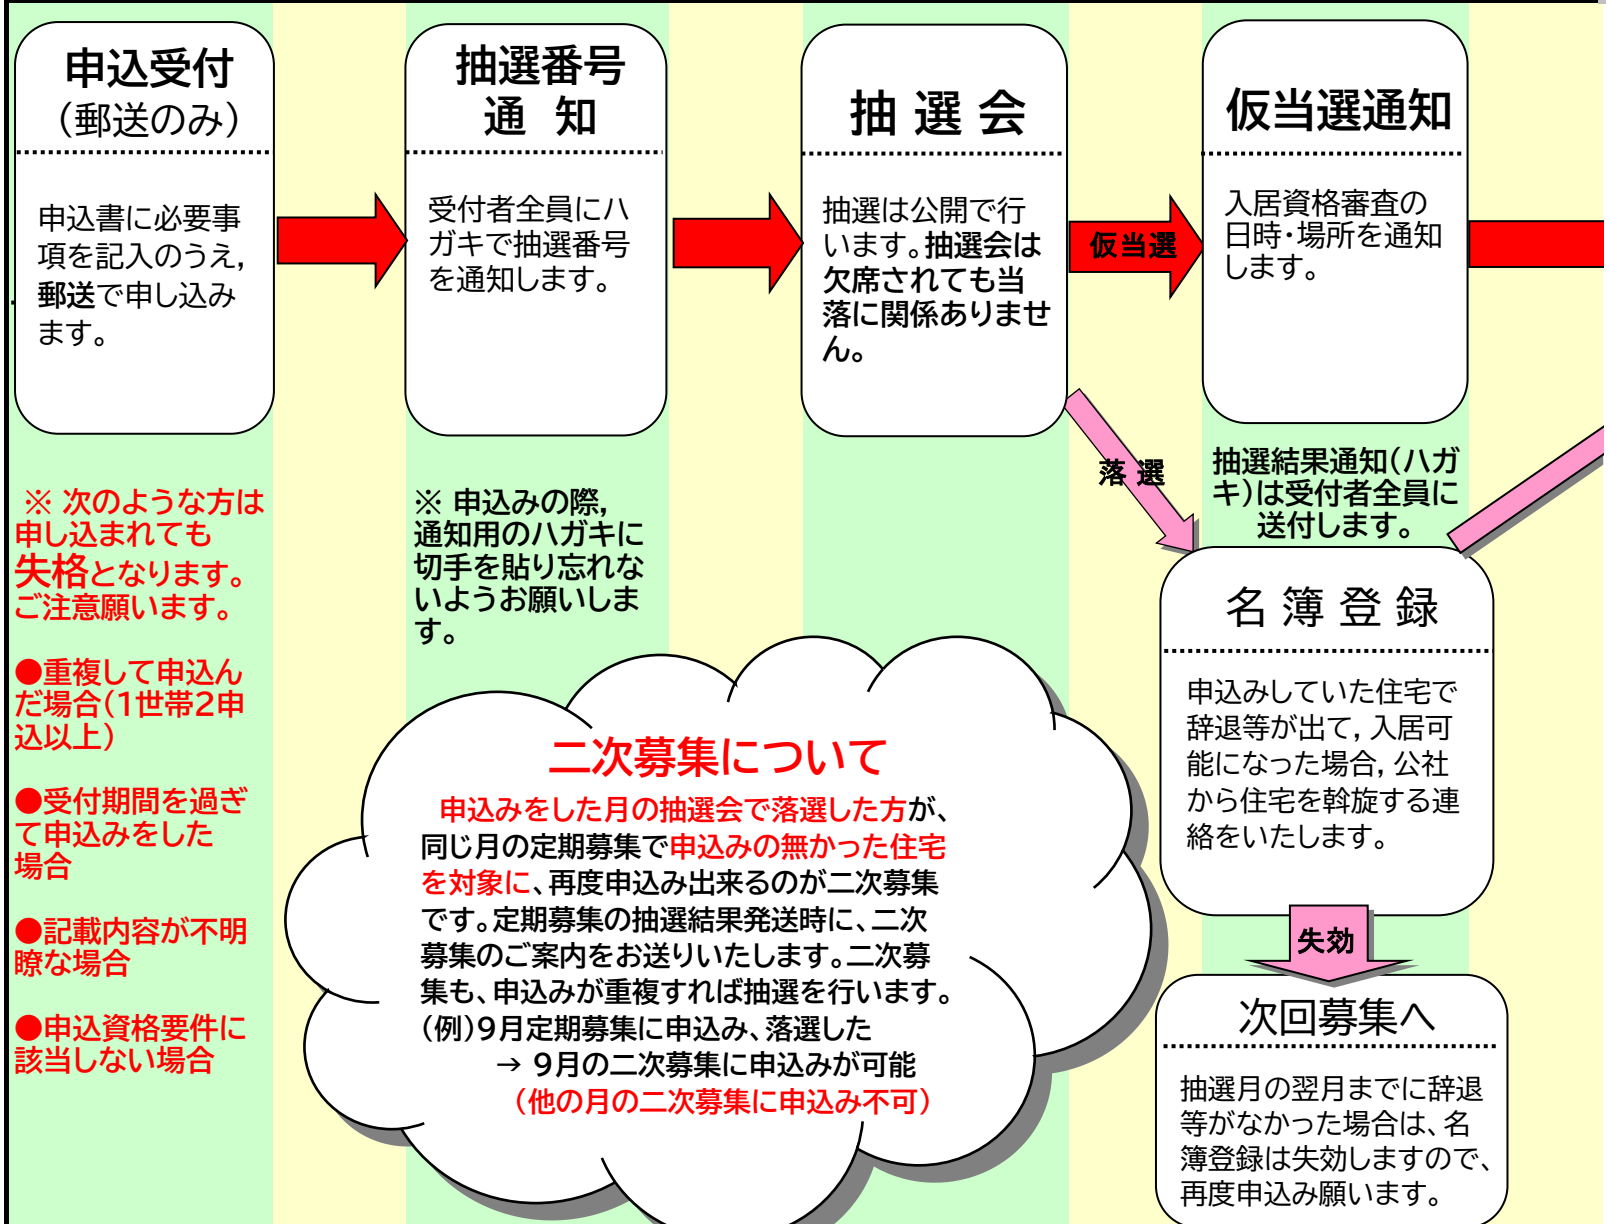 申込受付
（郵送のみ）
申込書に必要事
項を記入のうえ，
郵送で申し込み
ます。
抽選番号
通 知
受付者全員にハ
ガキで抽選番号
を通知します。
抽 選 会
抽選は公開で行
います。抽選会は
欠席されても当
落に関係ありませ
ん。
仮当選
仮当選通知
入居資格審査の
日時・場所を通知
します。
落 選
抽選結果通知（ハガ
キ）は受付者全員に
送付します。
※ 次のような方は
申し込まれても
失格となります。
ご注意願います。
●重複して申込ん
だ場合（1世帯2申
込以上）
●受付期間を過ぎ
て申込みをした
場合
●記載内容が不明
瞭な場合
●申込資格要件に
該当しない場合
※ 申込みの際，
通知用のハガキに
切手を貼り忘れな
いようお願いしま
す。
二次募集について
申込みをした月の抽選会で落選した方が、
同じ月の定期募集で申込みの無かった住宅
を対象に、再度申込み出来るのが二次募集
です。定期募集の抽選結果発送時に、二次
募集のご案内をお送りいたします。二次募
集も、申込みが重複すれば抽選を行います。
（例）9月定期募集に申込み、落選した
→ 9月の二次募集に申込みが可能
（他の月の二次募集に申込み不可）
名 簿 登 録
申込みしていた住宅で
辞退等が出て，入居可
能になった場合，公社
から住宅を斡旋する連
絡をいたします。
失効
次回募集へ
抽選月の翌月までに辞退
等がなかった場合は、名
簿登録は失効しますので、
再度申込み願います。